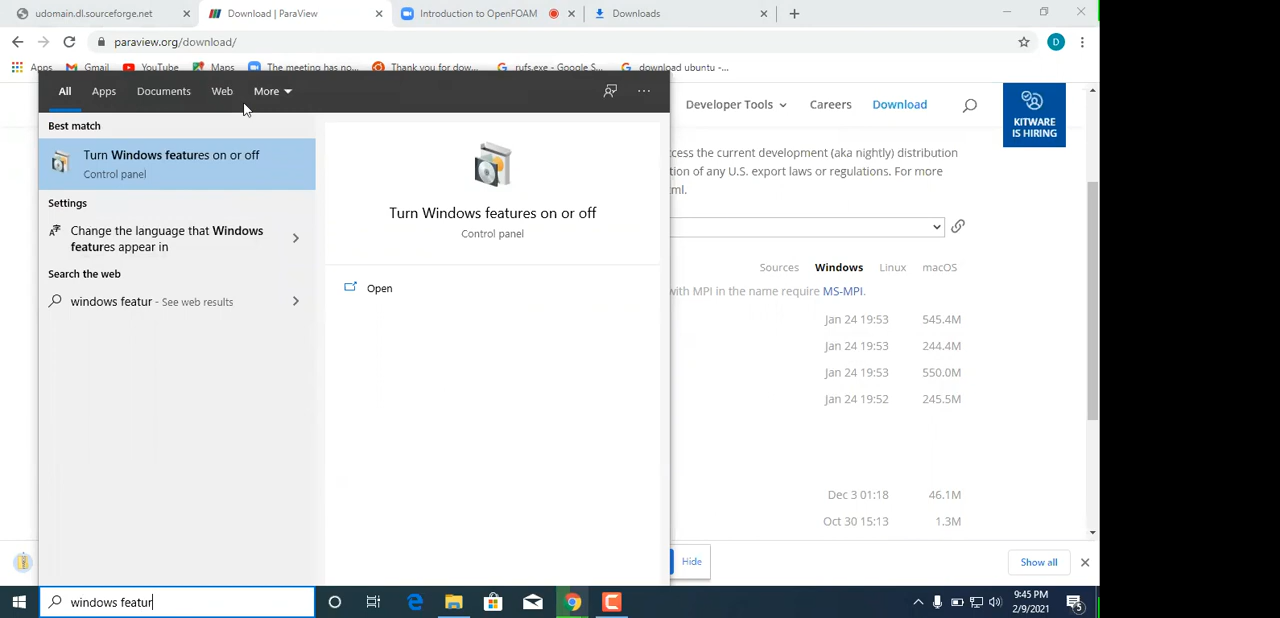 udomain.dl.sourceforge.net
Download | ParaView
Introduction to OpenFOAM
Downloads
paraview.org/download/
D
Apps
Gmail
YouTube
Maps
The meeting has no...
Thank you for dow...
rufs.exe - Google S...
download ubuntu -...
All
Apps
Documents
Web
More
Developer Tools
Careers
Download
KITWARE
IS HIRING
Best match
Turn Windows features on or off
Control panel
Settings
Change the language that Windows
features appear in
Search the web
windows featur - See web results
Turn Windows features on or off
Control panel
Open
cess the current development (aka nightly) distribution
tion of any U.S. export laws or regulations. For more
ml.
Sources
Windows
Linux
macOS
with MPI in the name require MS-MPI.
Jan 24 19:53 545.4M
Jan 24 19:53 244.4M
Jan 24 19:53 550.0M
Jan 24 19:52 245.5M
Dec 3 01:18 46.1M
Oct 30 15:13 1.3M
Hide
Show all
windows featur
9:45 PM
2/9/2021
5